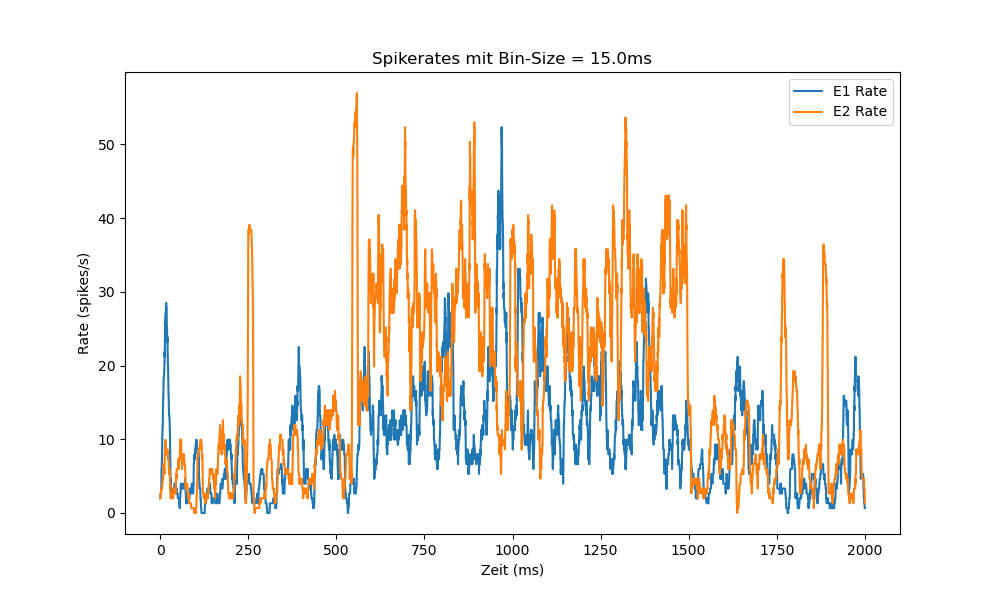 Spikerates mit Bin-Size = 15.0ms
E1 Rate
E2 Rate
50
40
30
20
10
0
Rate (spikes/s)
0 250 500 750 1000 1250 1500 1750 2000
Zeit (ms)